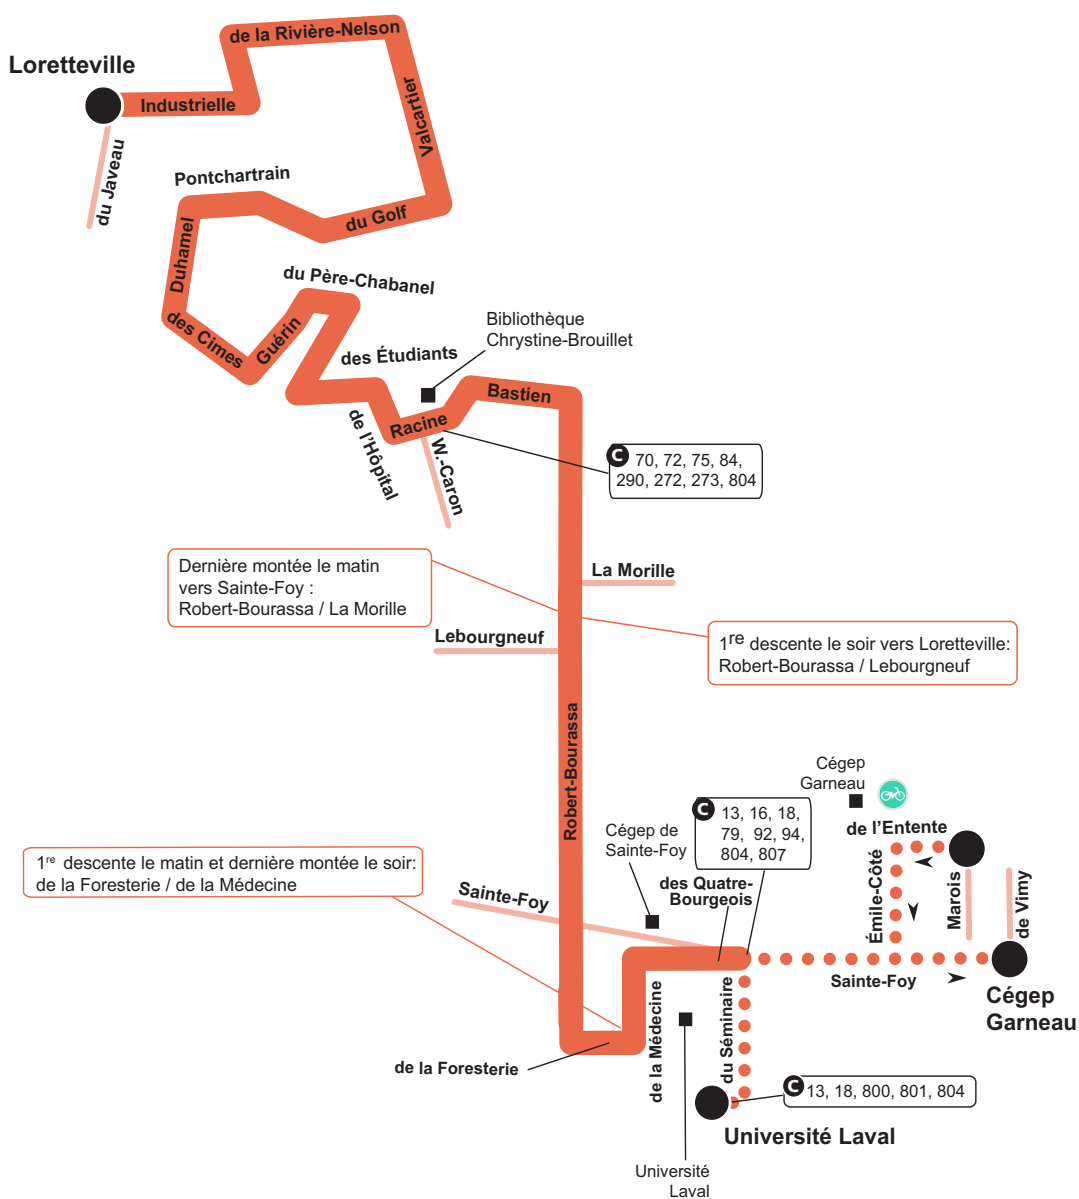 de la Rivière-Nelson
Loretteville
Industrielle
Valcartier
du Javeau
Pontchartrain
du Golf
Duhamel
du Père-Chabanel
des Cimes
Guérin
Bibliothèque
Chrystine-Brouillet
des Étudiants
Bastien
Racine
de l'Hôpital
W.-Caron
C 70, 72, 75, 84,
290, 272, 273, 804
Dernière montée le matin
vers Sainte-Foy :
Robert-Bourassa / La Morille
La Morille
Lebourgneuf
1re descente le soir vers Loretteville:
Robert-Bourassa / Lebourgneuf
Robert-Bourassa
Cégep
Garneau
C 13, 16, 18,
79, 92, 94,
804, 807
Cégep de
Sainte-Foy
de l'Entente
1re descente le matin et dernière montée le soir:
de la Foresterie / de la Médecine
des Quatre-
Bourgeois
Sainte-Foy
Émile-Côté
Marois
de Vimy
Sainte-Foy
Cégep
Garneau
de la Médecine
du Séminaire
de la Foresterie
C 13, 18, 800, 801, 804
Université Laval
Université
Laval